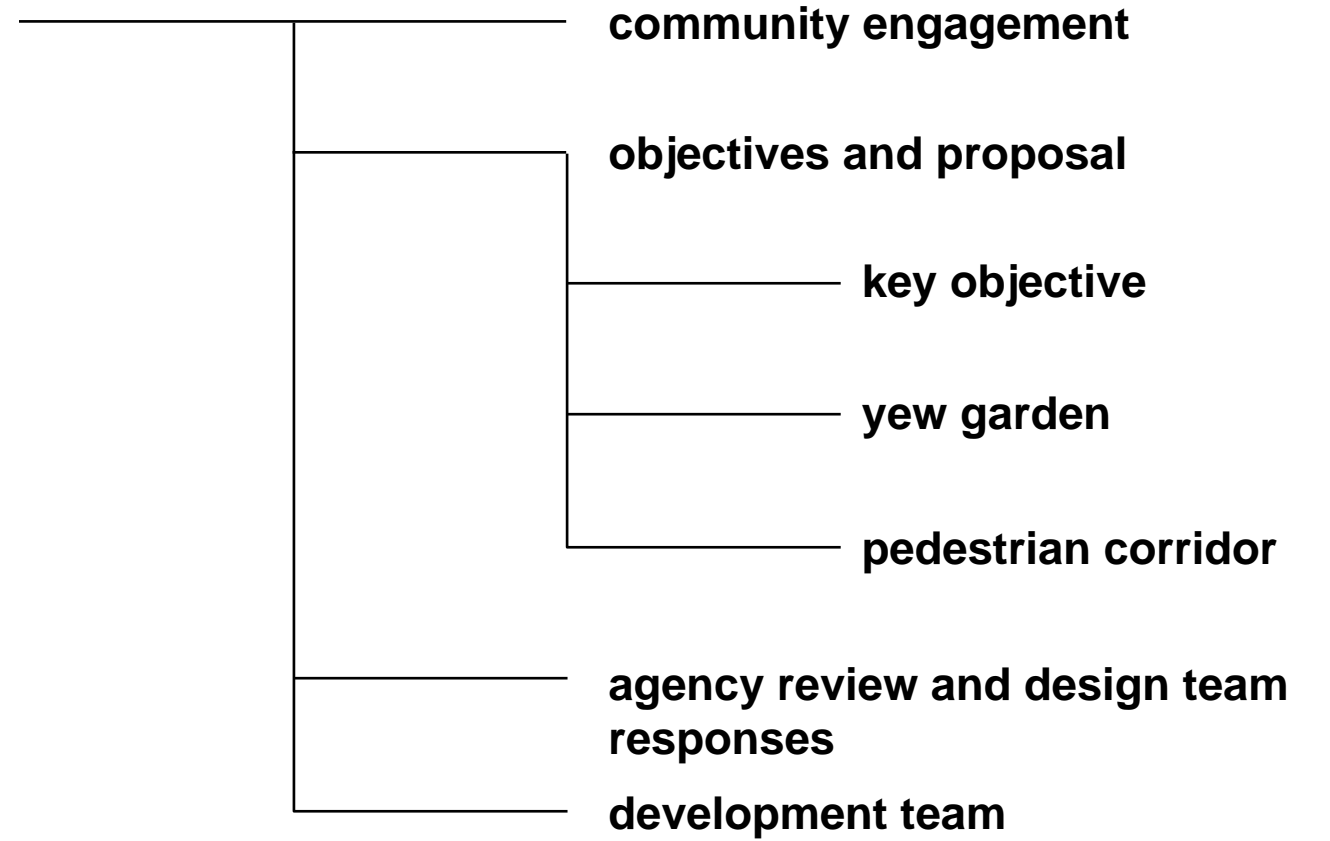 community engagement
objectives and proposal
key objective
yew garden
pedestrian corridor
agency review and design team
responses
development team